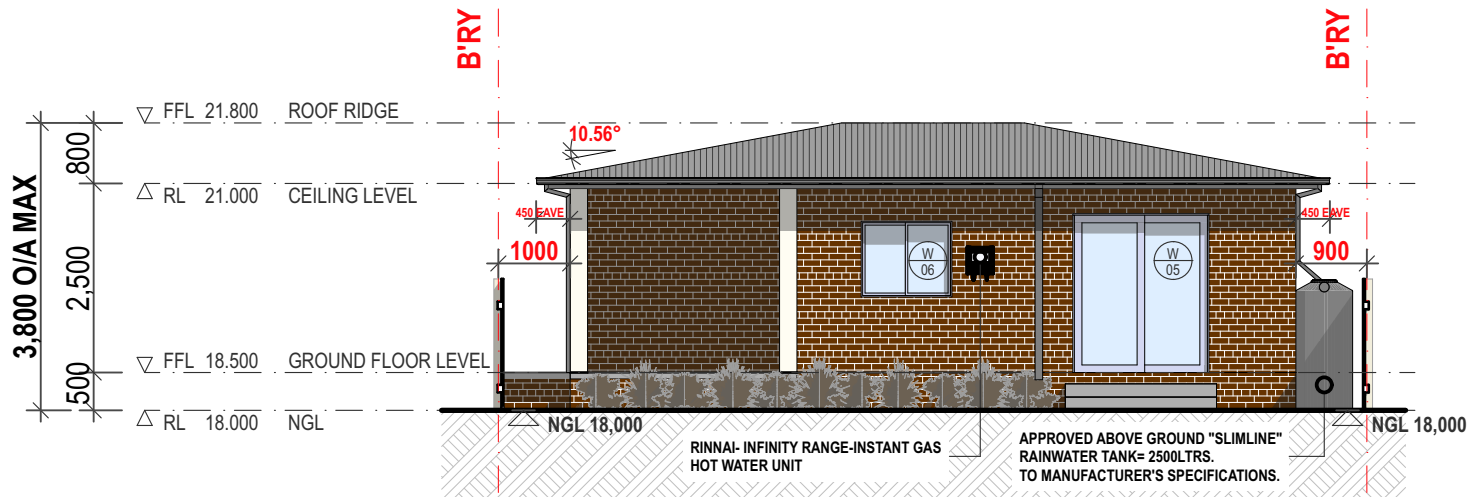 B'RY
B'RY
FFL 21.800 ROOF RIDGE
10.56°
.800
RL 21.000 CEILING LEVEL
450 EAVE
450 EAVE
1000
900
W
06
W
05
2,500
3,800 O/A MAX
FFL 18.500 GROUND FLOOR LEVEL
.500
RL 18.000 NGL
NGL 18,000
NGL 18,000
RINNAI- INFINITY RANGE-INSTANT GAS
HOT WATER UNIT
APPROVED ABOVE GROUND "SLIMLINE"
RAINWATER TANK= 2500LTRS.
TO MANUFACTURER'S SPECIFICATIONS.